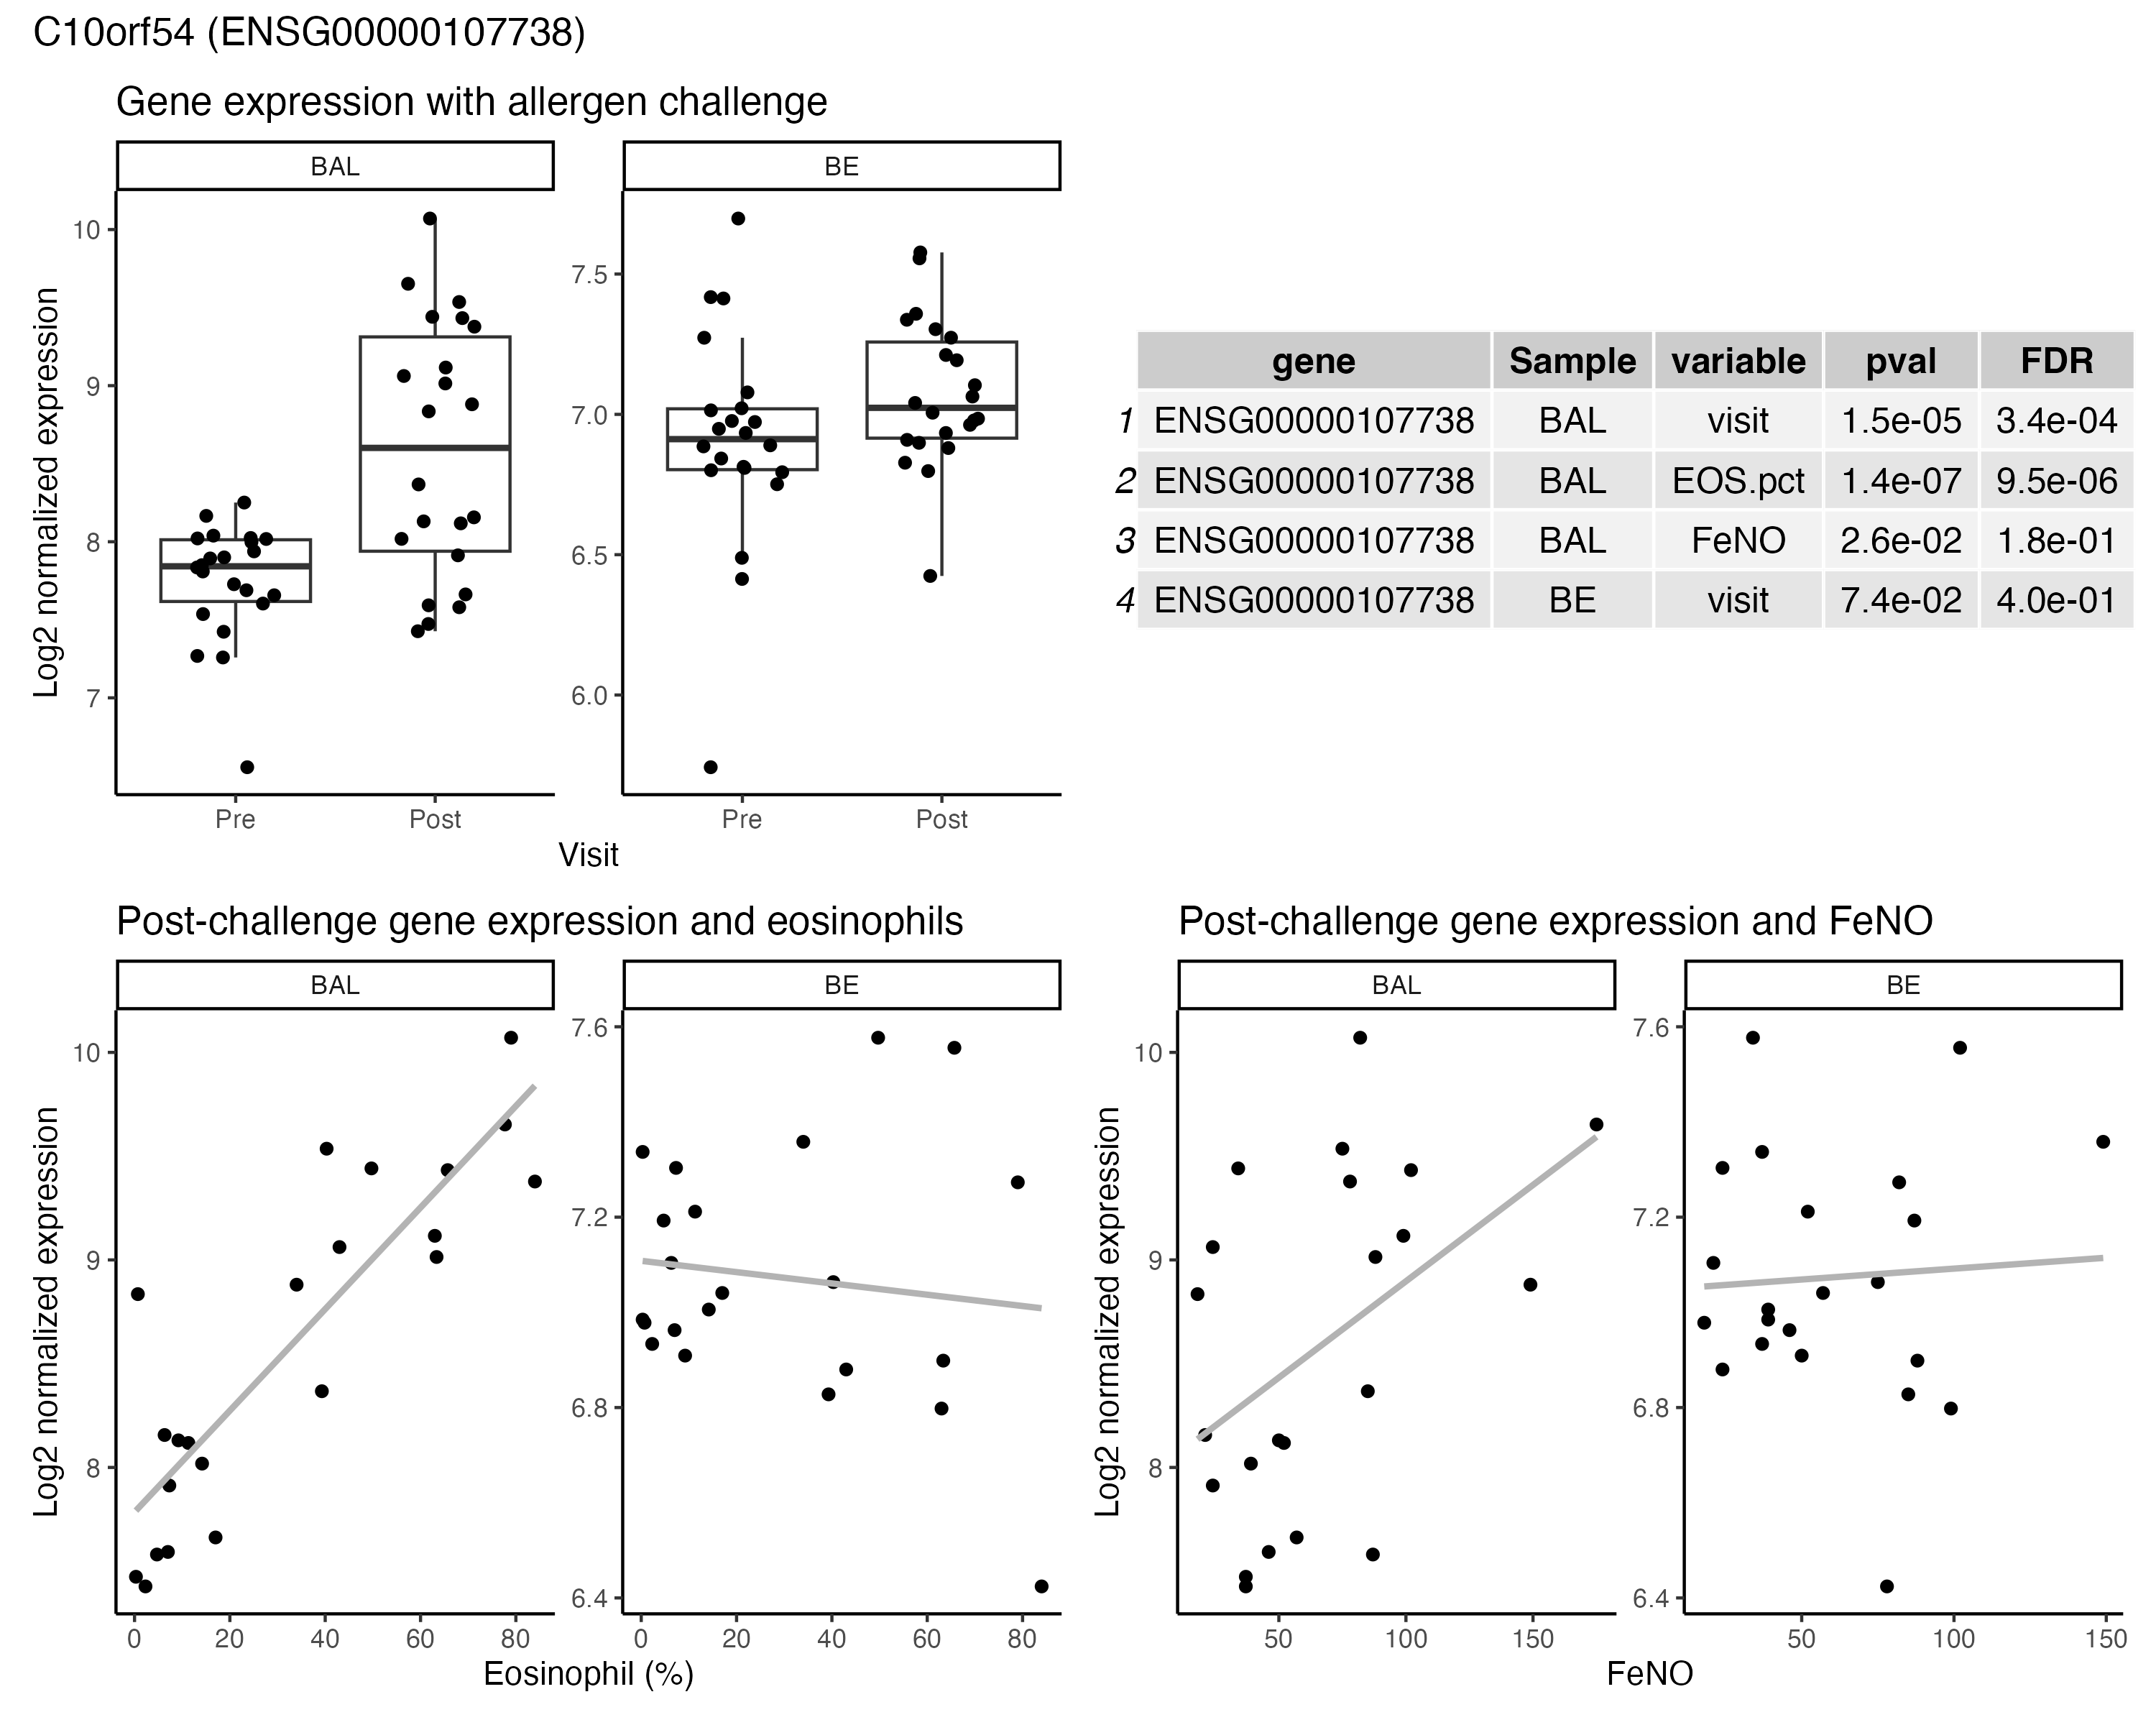 C10orf54 (ENSG00000107738)
Gene expression with allergen challenge
BAL
BE
Log2 normalized expression
10
9
8
7
7.5
7.0
6.5
6.0
Pre
Post
Pre
Post
Visit
gene Sample variable pval FDR
1 ENSG00000107738 BAL visit 1.5e-05 3.4e-04
2 ENSG00000107738 BAL EOS.pct 1.4e-07 9.5e-06
3 ENSG00000107738 BAL FeNO 2.6e-02 1.8e-01
4 ENSG00000107738 BE visit 7.4e-02 4.0e-01
Post-challenge gene expression and eosinophils
BAL
BE
Log2 normalized expression
10
9
8
7.6
7.2
6.8
6.4
0 20 40 60 80
0 20 40 60 80
Eosinophil (%)
Post-challenge gene expression and FeNO
BAL
BE
Log2 normalized expression
10
9
8
7.6
7.2
6.8
6.4
50 100 150
50 100 150
FeNO